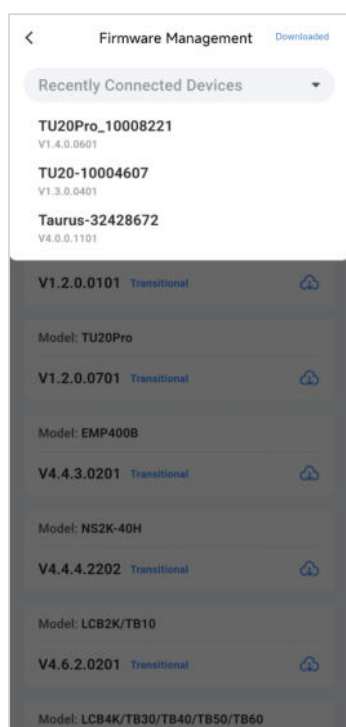 Firmware Management Downloaded
Recently Connected Devices
TU20Pro_10008221
V1.4.0.0601
TU20-10004607
V1.3.0.0401
Taurus-32428672
V4.0.0.1101
V1.2.0.0101 Transitional
Model: TU20Pro
V1.2.0.0701 Transitional
Model: EMP400B
V4.4.3.0201 Transitional
Model: NS2K-40H
V4.4.4.2202 Transitional
Model: LCB2K/TB10
V4.6.2.0201 Transitional
Model: LCB4K/TB30/TB40/TB50/TB60